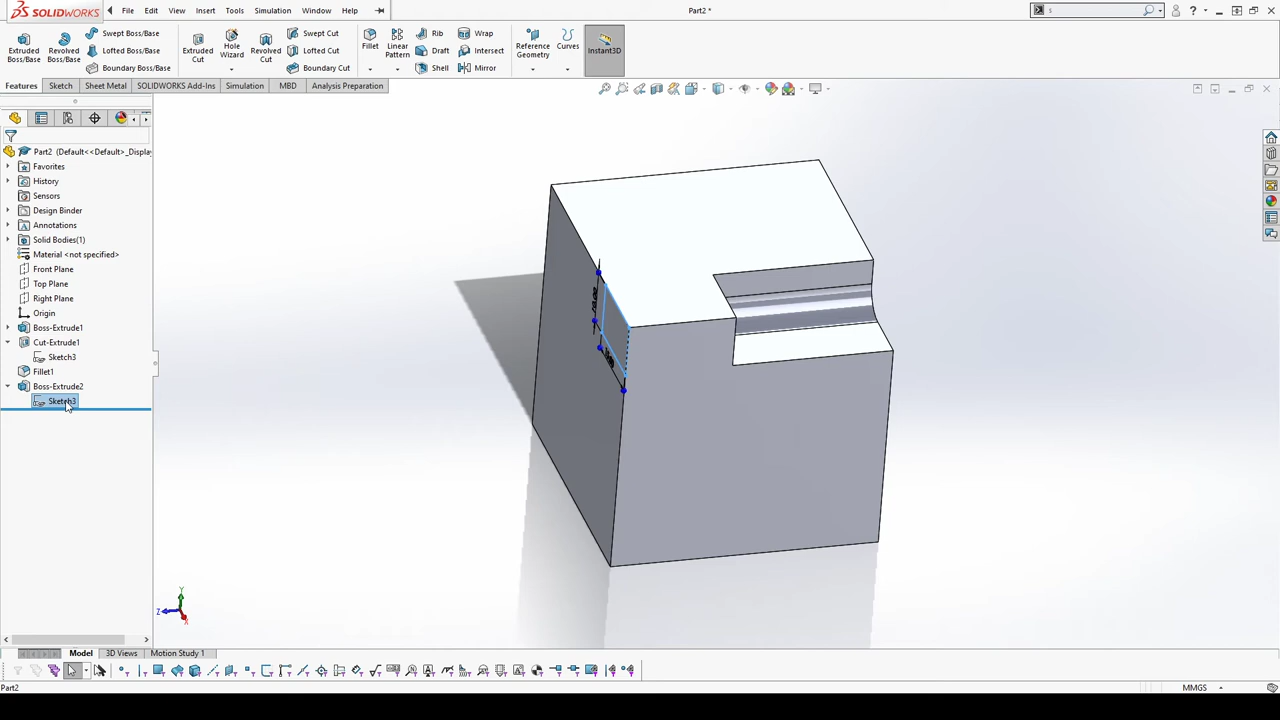 SOLIDWORKS File Edit View Insert Tools Simulation Window Help Part2 * s
Extruded Boss/Base
Revolved Boss/Base
Swept Boss/Base
Lofted Boss/Base
Boundary Boss/Base
Extruded Cut
Hole Wizard
Revolved Cut
Swept Cut
Lofted Cut
Boundary Cut
Fillet
Linear Pattern
Rib
Draft
Shell
Wrap
Intersect
Mirror
Reference Geometry
Curves
Instant3D
Features Sketch Sheet Metal SOLIDWORKS Add-Ins Simulation MBD Analysis Preparation
Part2 (Default<<Default>_Display
Favorites
History
Sensors
Design Binder
Annotations
Solid Bodies(1)
Material <not specified>
Front Plane
Top Plane
Right Plane
Origin
Boss-Extrude1
Cut-Extrude1
Sketch3
Fillet1
Boss-Extrude2
Sketch3
Y
Z
X
Model 3D Views Motion Study 1
Part2 MMGS